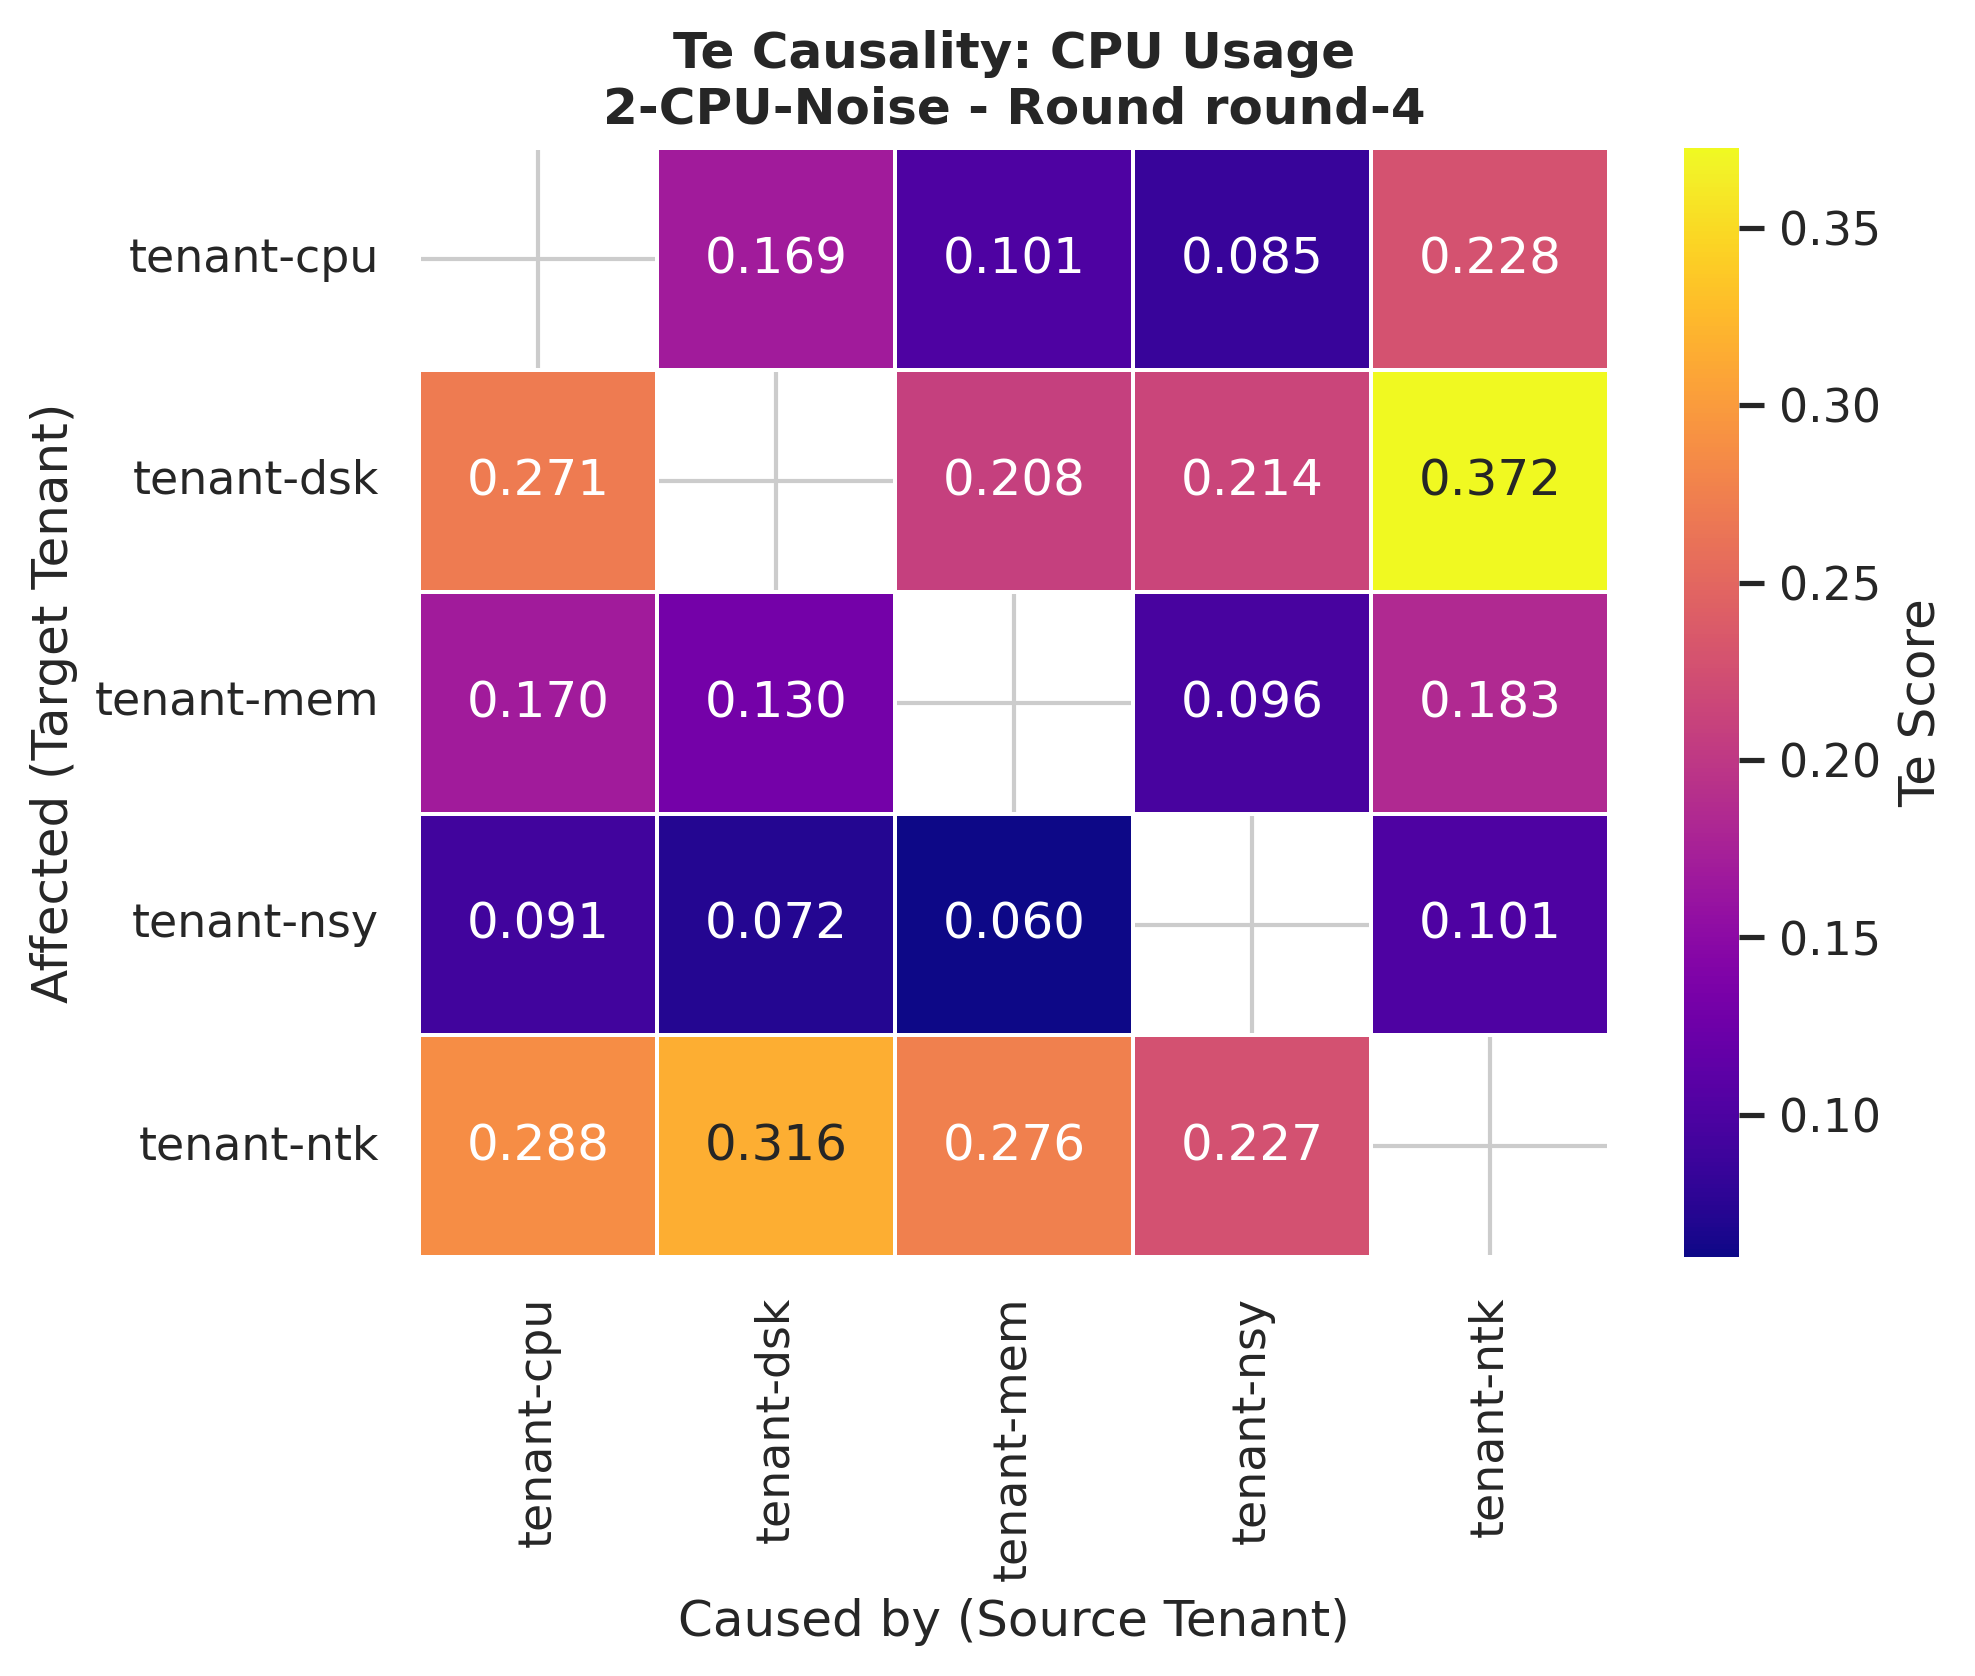 Te Causality: CPU Usage
2-CPU-Noise - Round round-4
Affected (Target Tenant)
tenant-cpu
0.169 0.101 0.085 0.228
tenant-dsk
0.271 0.208 0.214 0.372
tenant-mem
0.170 0.130 0.096 0.183
tenant-nsy
0.091 0.072 0.060 0.101
tenant-ntk
0.288 0.316 0.276 0.227
tenant-cpu
tenant-dsk
tenant-mem
tenant-nsy
tenant-ntk
Caused by (Source Tenant)
0.35
0.30
0.25
0.20
0.15
0.10
Te Score